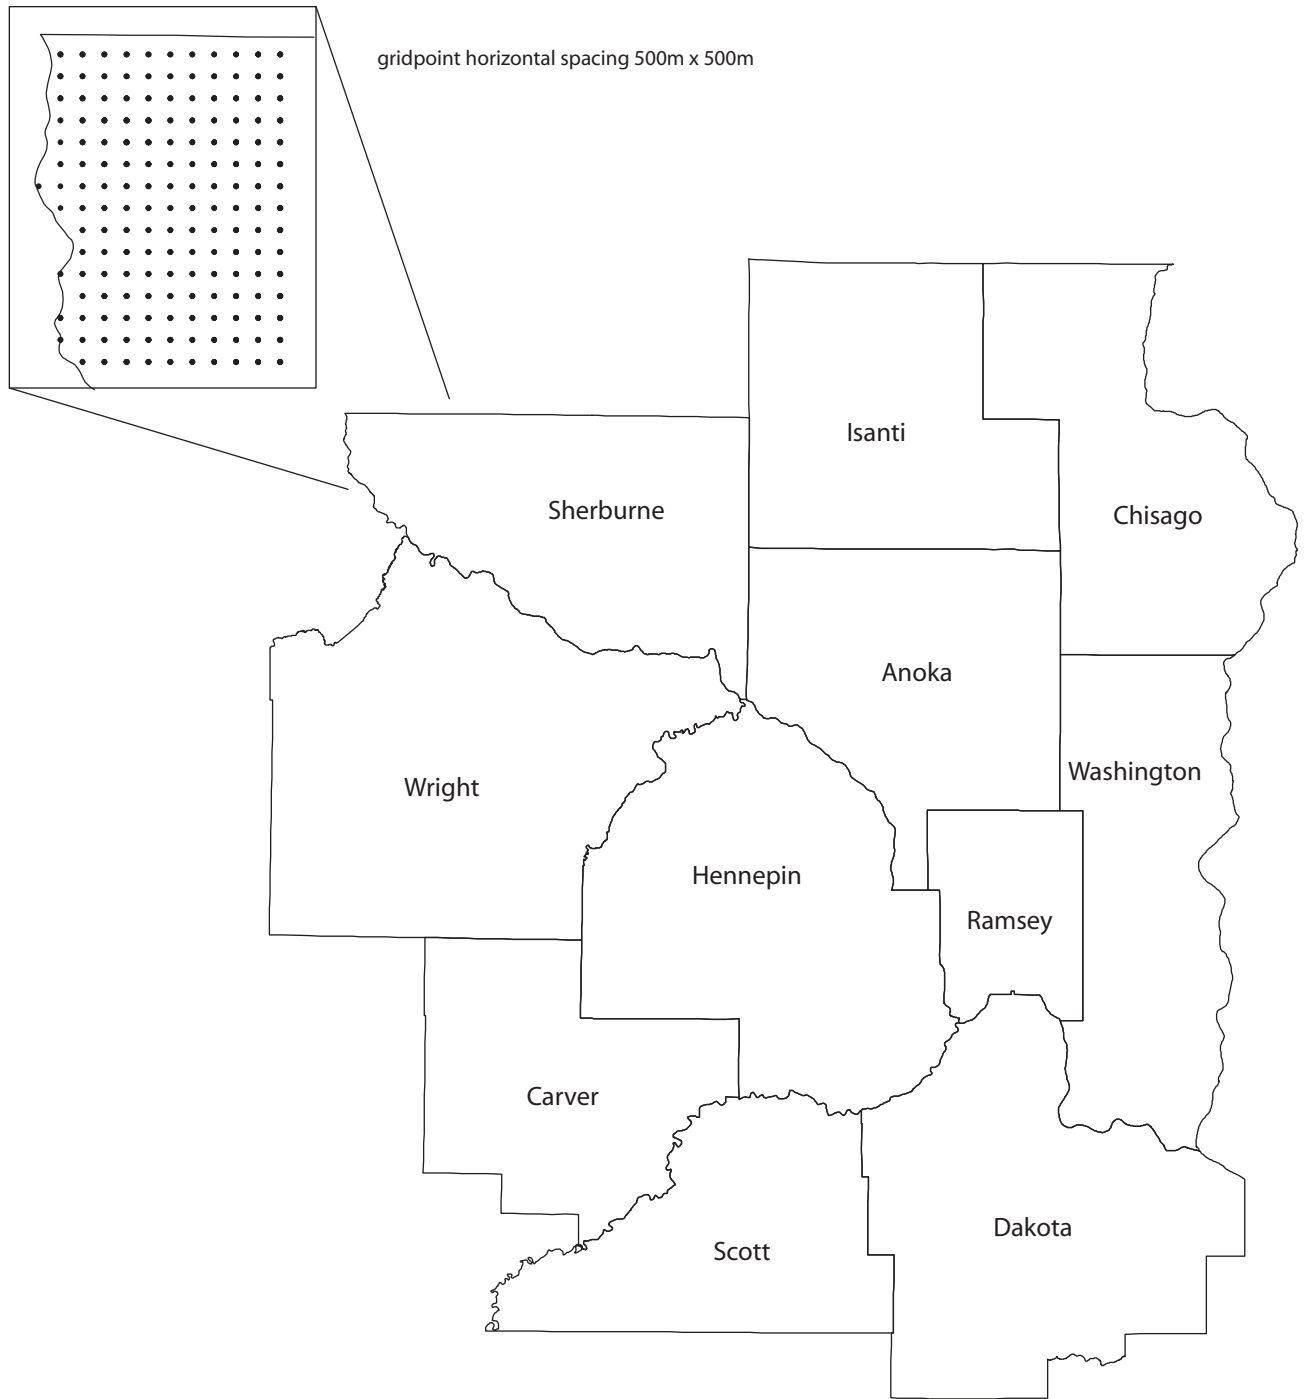 gridpoint horizontal spacing 500m x 500m
Isanti
Sherburne
Chisago
Anoka
Washington
Wright
Hennepin
Ramsey
Carver
Dakota
Scott